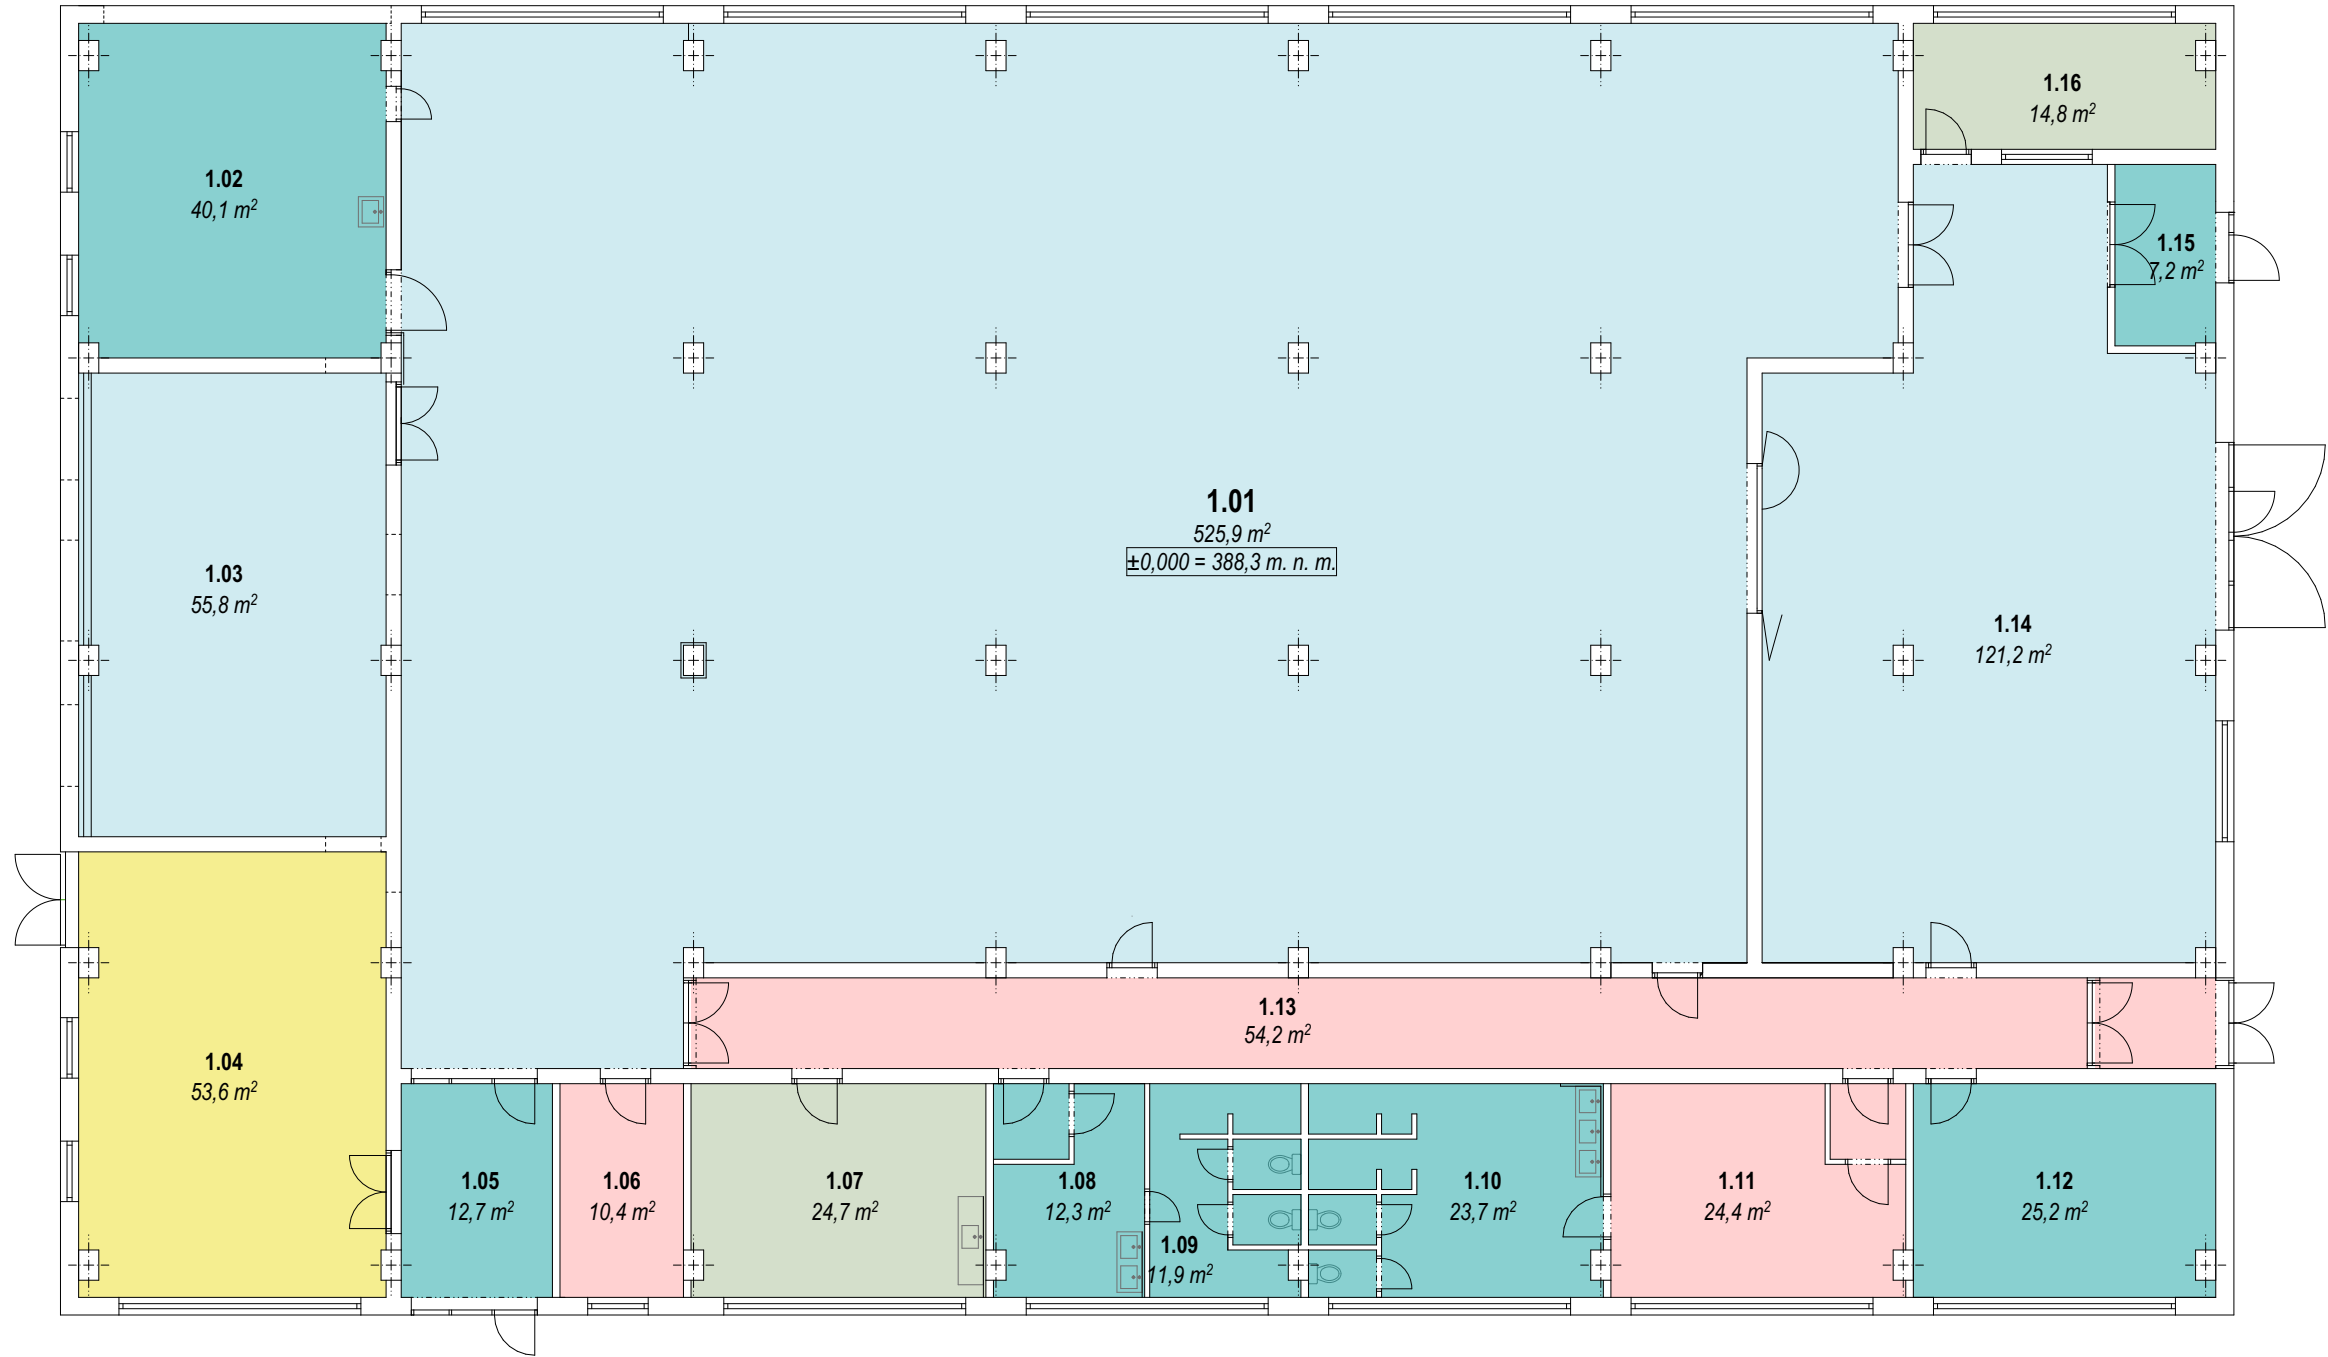 1.16
14,8 m²
1.02
40,1 m²
1.15
7,2 m²
1.01
525,9 m²
±0,000 = 388,3 m. n. m.
1.03
55,8 m²
1.14
121,2 m²
1.13
54,2 m²
1.04
53,6 m²
1.05
12,7 m²
1.06
10,4 m²
1.07
24,7 m²
1.08
12,3 m²
1.09
11,9 m²
1.10
23,7 m²
1.11
24,4 m²
1.12
25,2 m²